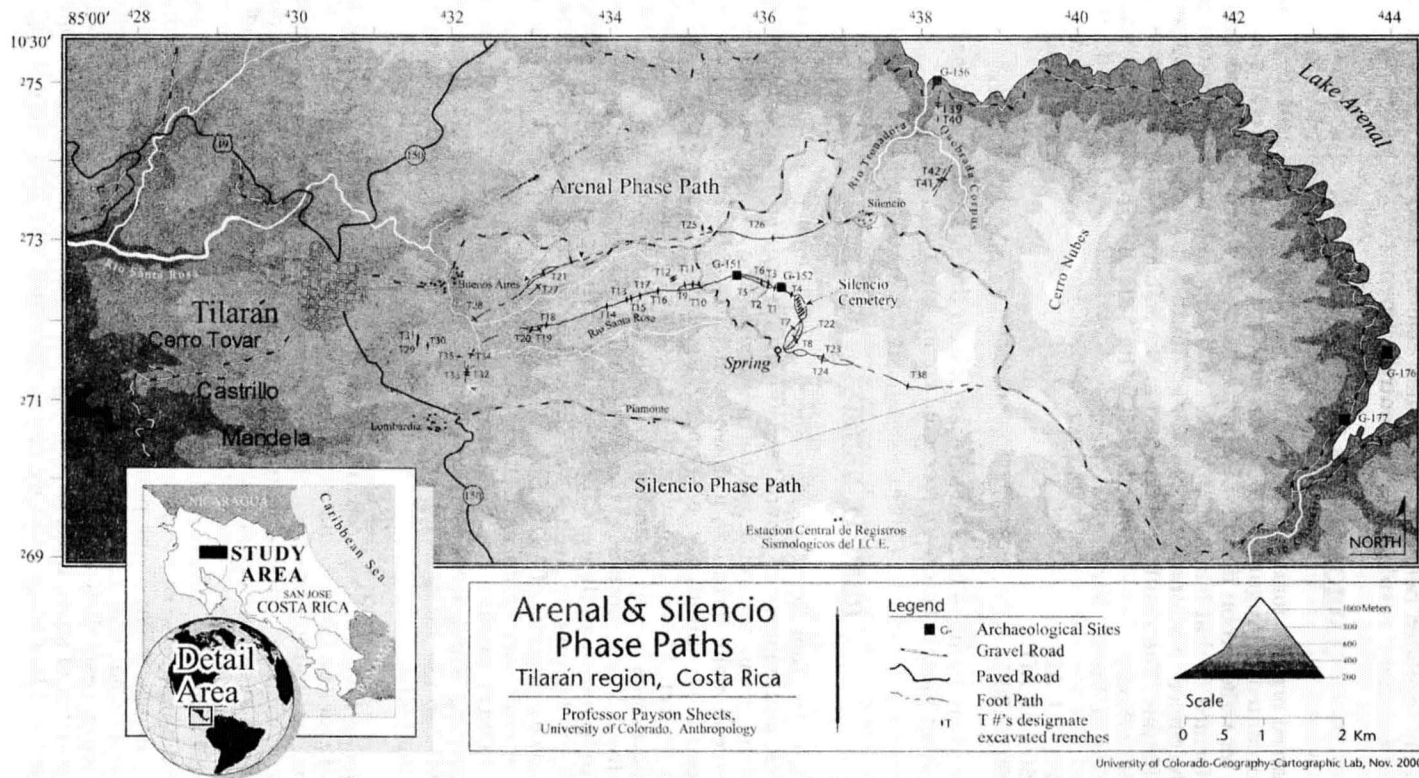 85°00' ⁴28 ⁴30 ⁴32 ⁴34 ⁴36 ⁴38 ⁴40 ⁴42 ⁴44
10°30'
²75
²73
²71
²69
G-156
Lake Arenal
T39
T40
19
150
Rio Tronadora
Quebrada Corpus
T42
T41
Arenal Phase Path
Silencio
T25
T26
Rio Santa Rosa
G-151
T6
T3
G-152
T4
T12
T11
T5
T1
T2
T21
T27
Buenos Aires
T28
T13
T17
T15
T16
T9
T10
T14
Silencio
Cemetery
Cerro Nubes
Tilarán
Rio Santa Rosa
T18
T20
T19
T7
T22
T8
T31
T29
T30
Cerro Tovar
T35
T34
T33
T32
Spring
T23
T24
T38
G-176
Castrillo
Mandela
Lombardia
Piamonte
G-177
Silencio Phase Path
150
Estacion Central de Registros
Sismologicos del I.C.E.
NORTH
NICARAGUA
Caribbean Sea
STUDY
AREA
SAN JOSE
COSTA RICA
Detail
Area
Arenal & Silencio
Phase Paths
Tilarán region, Costa Rica
Professor Payson Sheets,
University of Colorado, Anthropology
Legend
G- Archaeological Sites
Gravel Road
Paved Road
Foot Path
T T #'s designate
excavated trenches
1000 Meters
800
600
400
200
Scale
0 .5 1 2 Km
University of Colorado-Geography-Cartographic Lab, Nov. 200